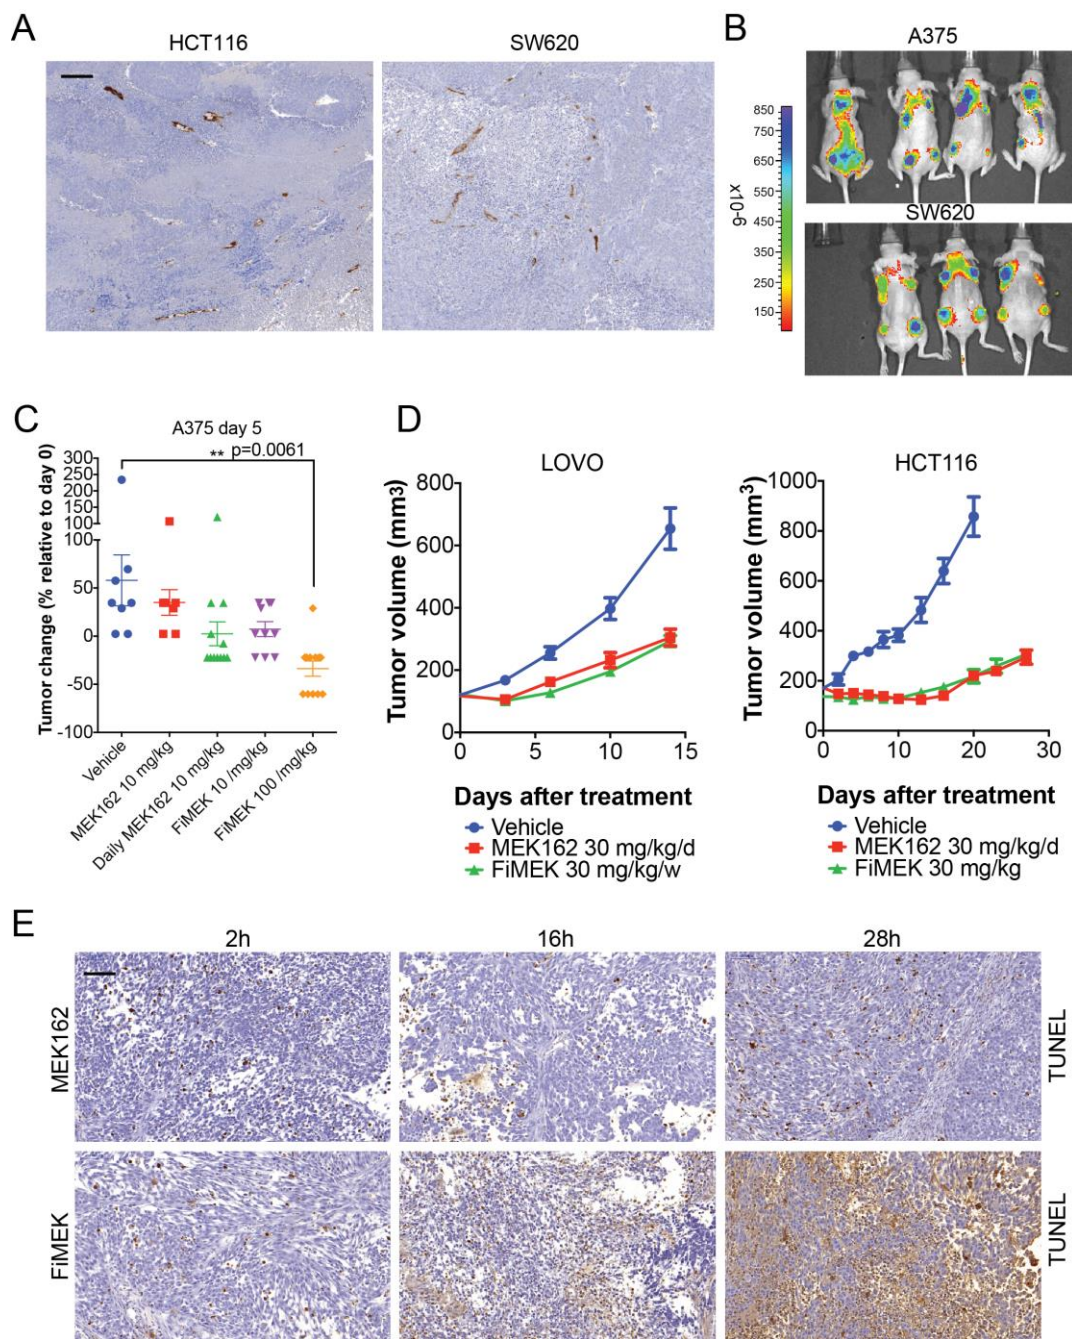 A
HCT116
SW620
B
A375
850
750
650
550
450
350
250
150
x10-6
SW620
C
A375 day 5
** p=0.0061
Tumor change (% relative to day 0)
300
250
200
150
100
100
50
0
-50
-100
Vehicle
MEK162 10 mg/kg
Daily MEK162 10 mg/kg
FiMEK 10 /mg/kg
FiMEK 100 /mg/kg
D
LOVO
Tumor volume (mm3)
800
600
400
200
0
0 5 10 15
Days after treatment
Vehicle
MEK162 30 mg/kg/d
FiMEK 30 mg/kg/w
HCT116
Tumor volume (mm³)
1000
800
600
400
200
0
0 10 20 30
Days after treatment
Vehicle
MEK162 30 mg/kg/d
FiMEK 30 mg/kg
E
2h 16h 28h
MEK162
TUNEL
FiMEK
TUNEL